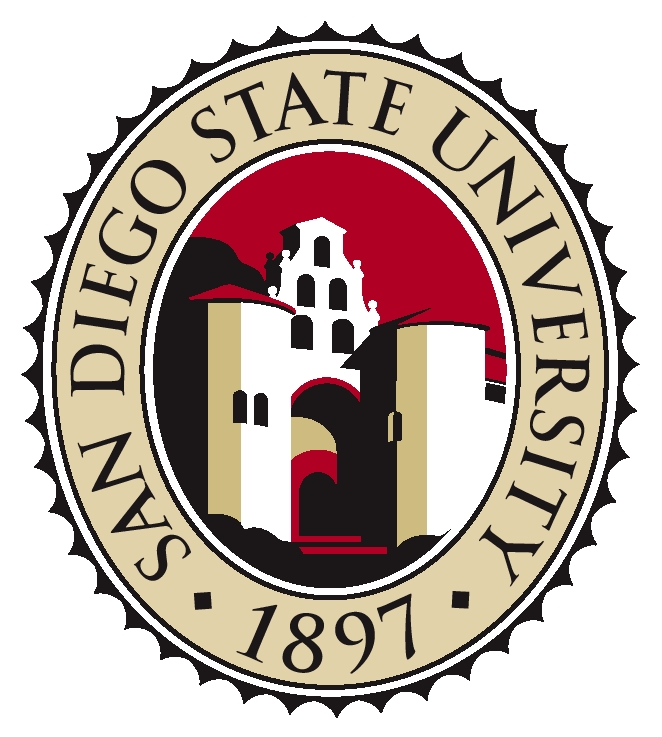 SAN DIEGO STATE UNIVERSITY
· 1897 ·